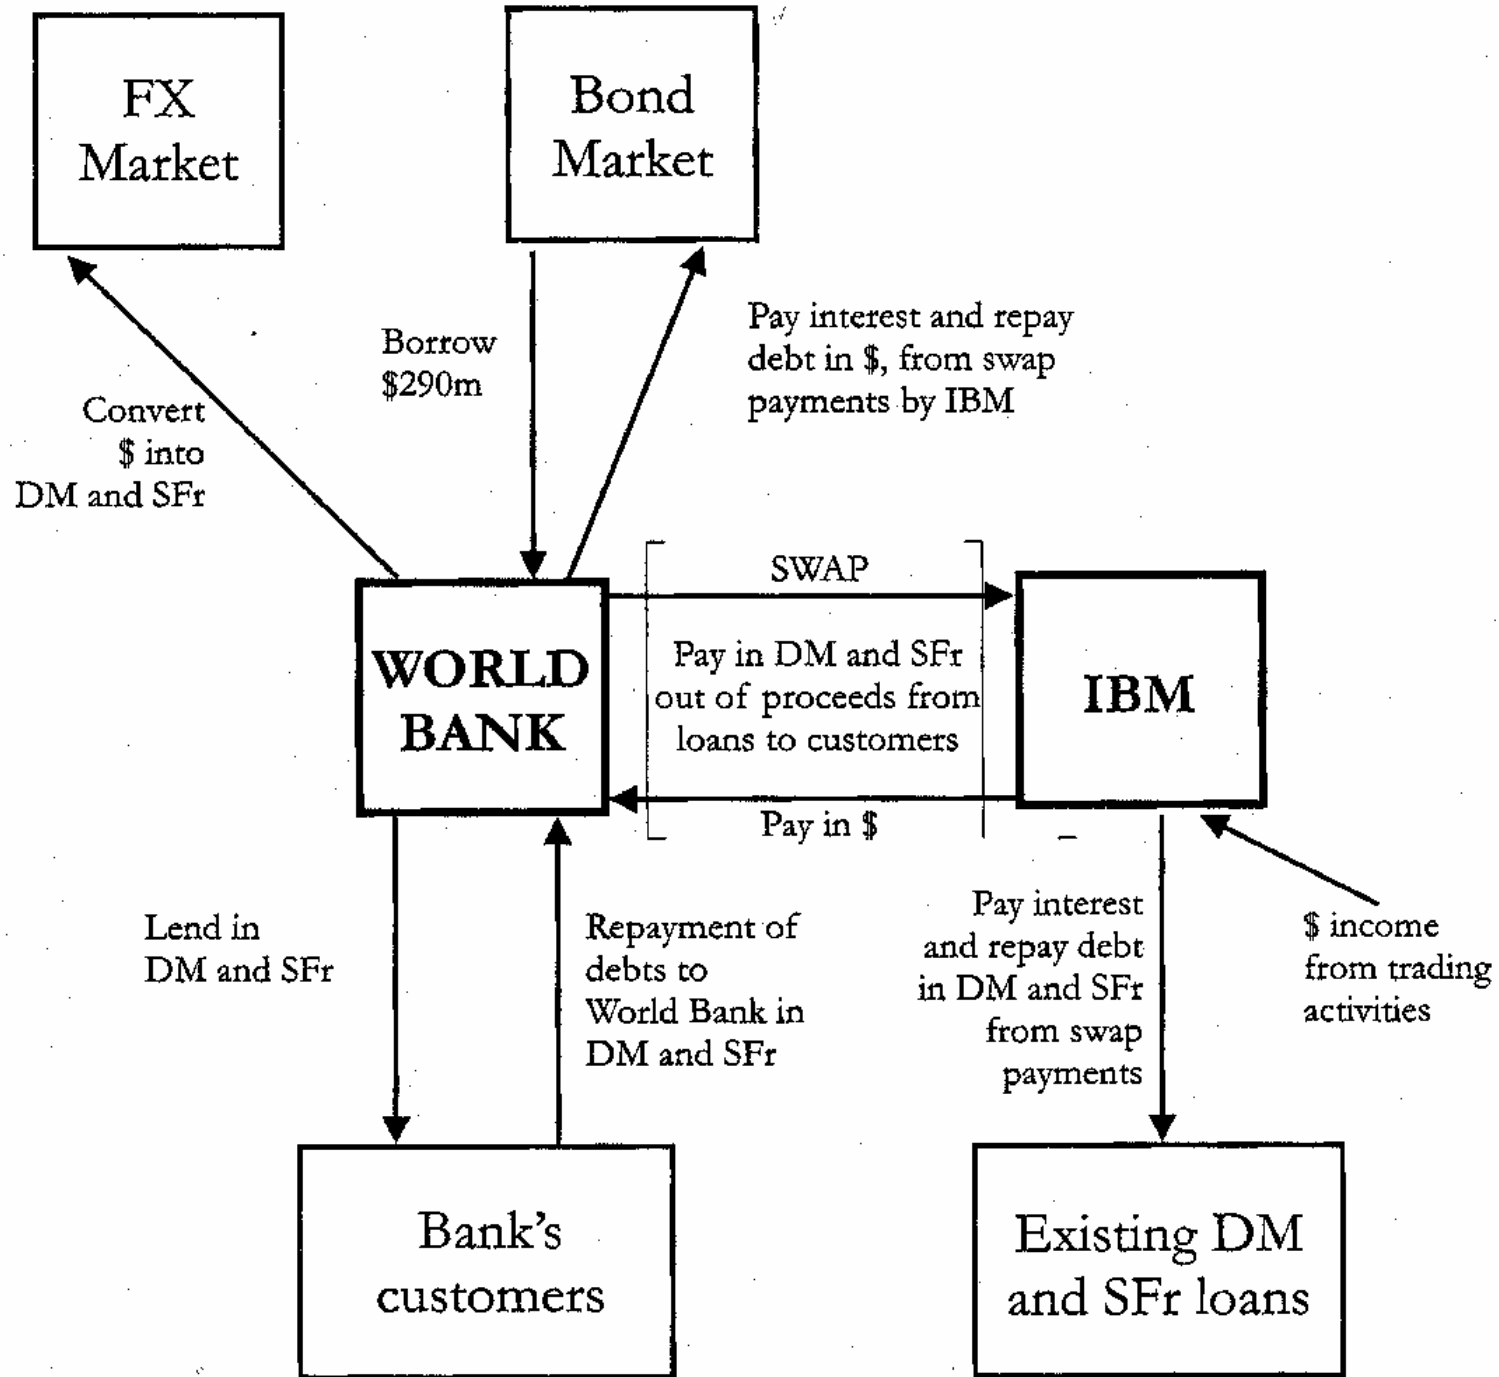 FX
Market
Bond
Market
Borrow
$290m
Pay interest and repay
debt in $, from swap
payments by IBM
Convert
$ into
DM and SFr
SWAP
WORLD
BANK
Pay in DM and SFr
out of proceeds from
loans to customers
IBM
Pay in $
Lend in
DM and SFr
Repayment of
debts to
World Bank in
DM and SFr
Pay interest
and repay debt
in DM and SFr
from swap
payments
$ income
from trading
activities
Bank's
customers
Existing DM
and SFr loans